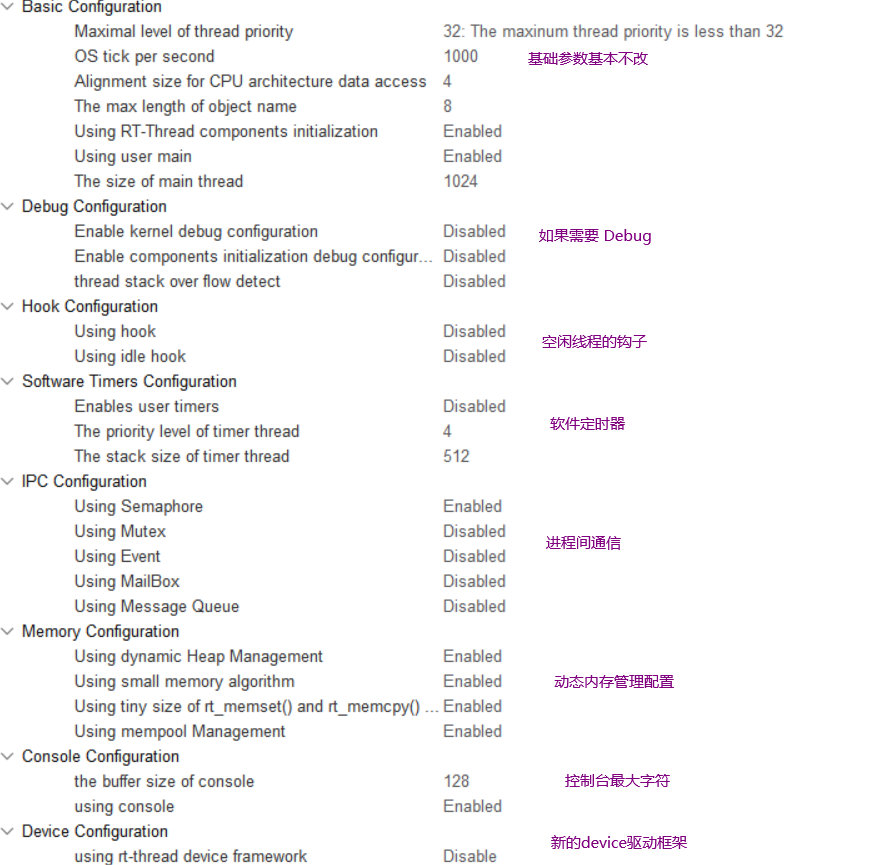 Basic Configuration
Maximal level of thread priority 32: The maxinum thread priority is less than 32
OS tick per second 1000 基础参数基本不改
Alignment size for CPU architecture data access 4
The max length of object name 8
Using RT-Thread components initialization Enabled
Using user main Enabled
The size of main thread 1024
Debug Configuration
Enable kernel debug configuration Disabled 如果需要 Debug
Enable components initialization debug configur... Disabled
thread stack over flow detect Disabled
Hook Configuration
Using hook Disabled 空闲线程的钩子
Using idle hook Disabled
Software Timers Configuration
Enables user timers Disabled 软件定时器
The priority level of timer thread 4
The stack size of timer thread 512
IPC Configuration
Using Semaphore Enabled
Using Mutex Disabled 进程间通信
Using Event Disabled
Using MailBox Disabled
Using Message Queue Disabled
Memory Configuration
Using dynamic Heap Management Enabled
Using small memory algorithm Enabled 动态内存管理配置
Using tiny size of rt_memset() and rt_memcpy() ... Enabled
Using mempool Management Enabled
Console Configuration
the buffer size of console 128 控制台最大字符
using console Enabled
Device Configuration 新的device驱动框架
using rt-thread device framework Disable